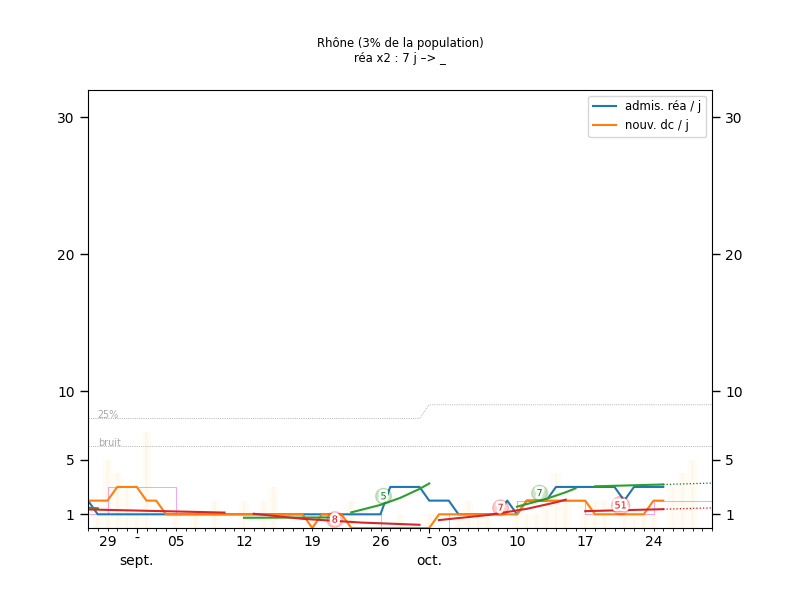 Rhône (3% de la population)
réa x2 : 7 j –> _
admis. réa / j
nouv. dc / j
30 30
20 20
10 10
25%
bruit
5 5
5 7 7 51 8
1 1
29 - 05 12 19 26 - 03 10 17 24
sept. oct.